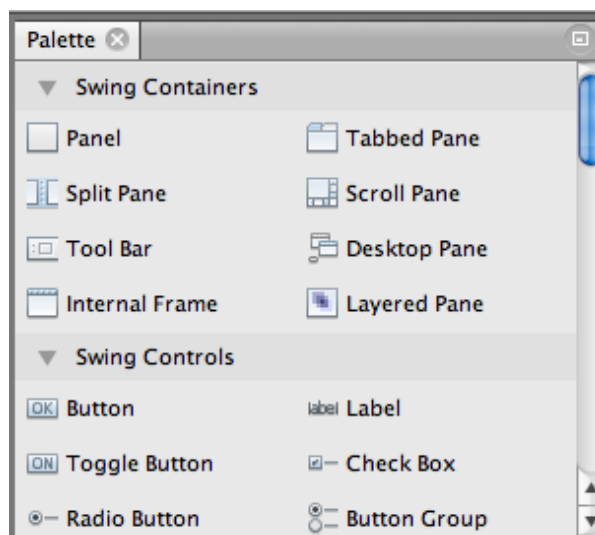 Palette
Swing Containers
Panel
Tabbed Pane
Split Pane
Scroll Pane
Tool Bar
Desktop Pane
Internal Frame
Layered Pane
Swing Controls
OK Button
label Label
ON Toggle Button
Check Box
Radio Button
Button Group